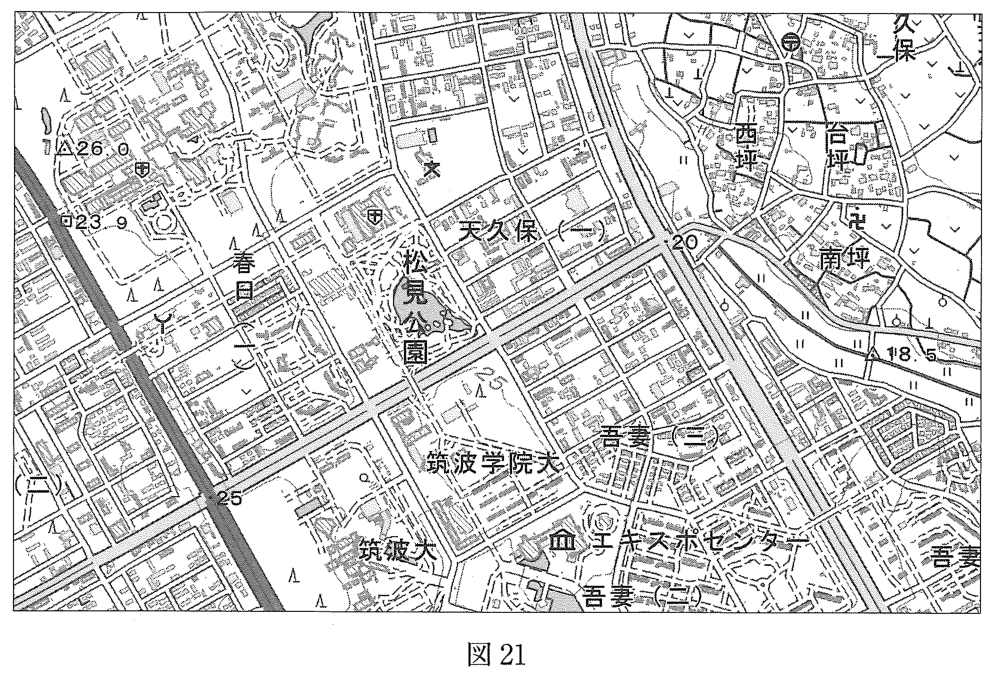 久保
西坪
台坪
26.0
23.9
天久保(一)
20
南坪
春日(一)
松見公園
18.5
25
吾妻(三)
筑波学院大
(二)
25
筑波大
エキスポセンター
吾妻
吾妻(二)
図21